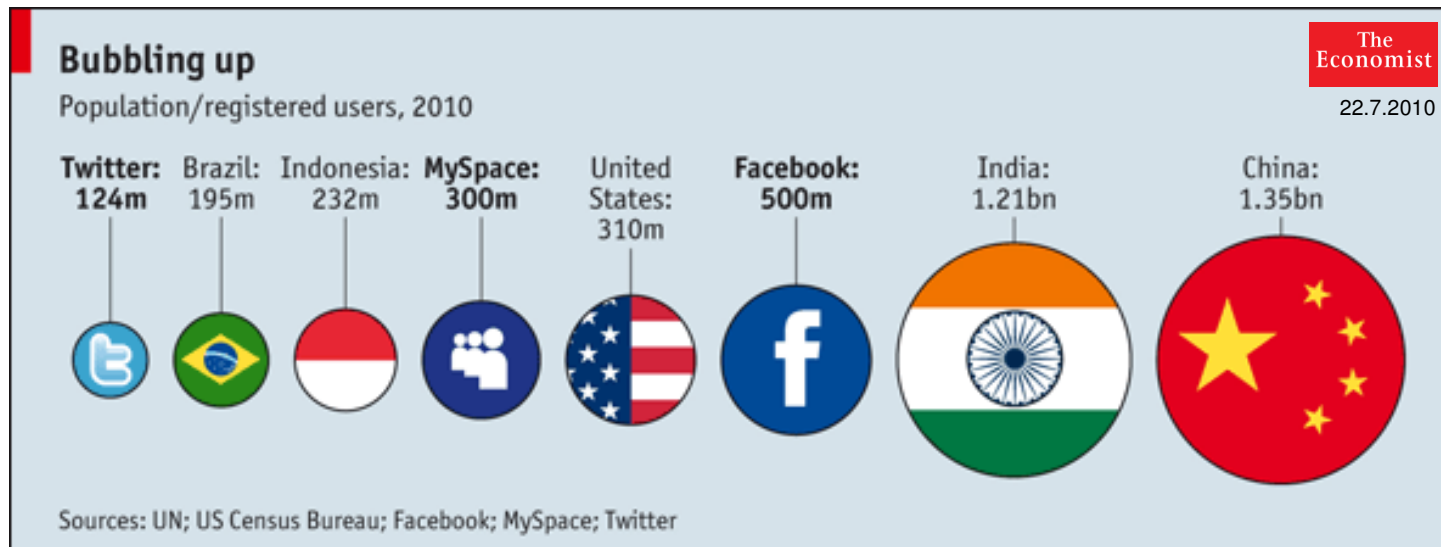 Bubbling up
Population/registered users, 2010
The
Economist
22.7.2010
Twitter:
124m
Brazil:
195m
Indonesia:
232m
MySpace:
300m
United
States:
310m
Facebook:
500m
India:
1.21bn
China:
1.35bn
t
f
Sources: UN; US Census Bureau; Facebook; MySpace; Twitter